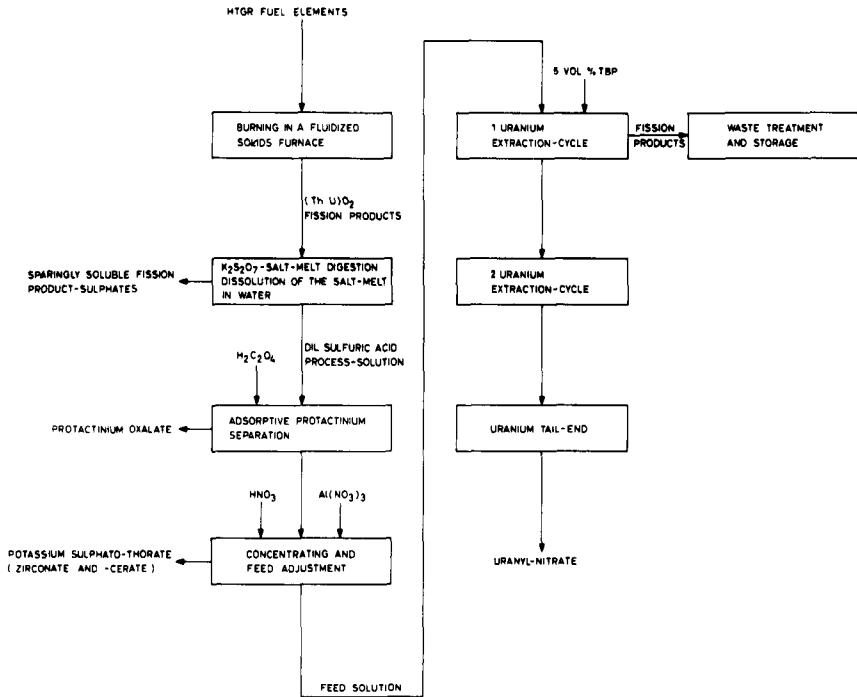 HTGR FUEL ELEMENTS
BURNING IN A FLUIDIZED
SOLIDS FURNACE
(Th U)O2
FISSION PRODUCTS
K2S2O7-SALT-MELT DIGESTION
DISSOLUTION OF THE SALT-MELT
IN WATER
SPARINGLY SOLUBLE FISSION
PRODUCT-SULPHATES
DIL SULFURIC ACID
PROCESS-SOLUTION
H2C2O4
ADSORPTIVE PROTACTINIUM
SEPARATION
PROTACTINIUM OXALATE
HNO3
Al(NO3)3
CONCENTRATING AND
FEED ADJUSTMENT
POTASSIUM SULPHATO-THORATE
(ZIRCONATE AND -CERATE)
FEED SOLUTION
5 VOL % TBP
1 URANIUM
EXTRACTION-CYCLE
FISSION
PRODUCTS
WASTE TREATMENT
AND STORAGE
2 URANIUM
EXTRACTION-CYCLE
URANIUM TAIL-END
URANYL-NITRATE